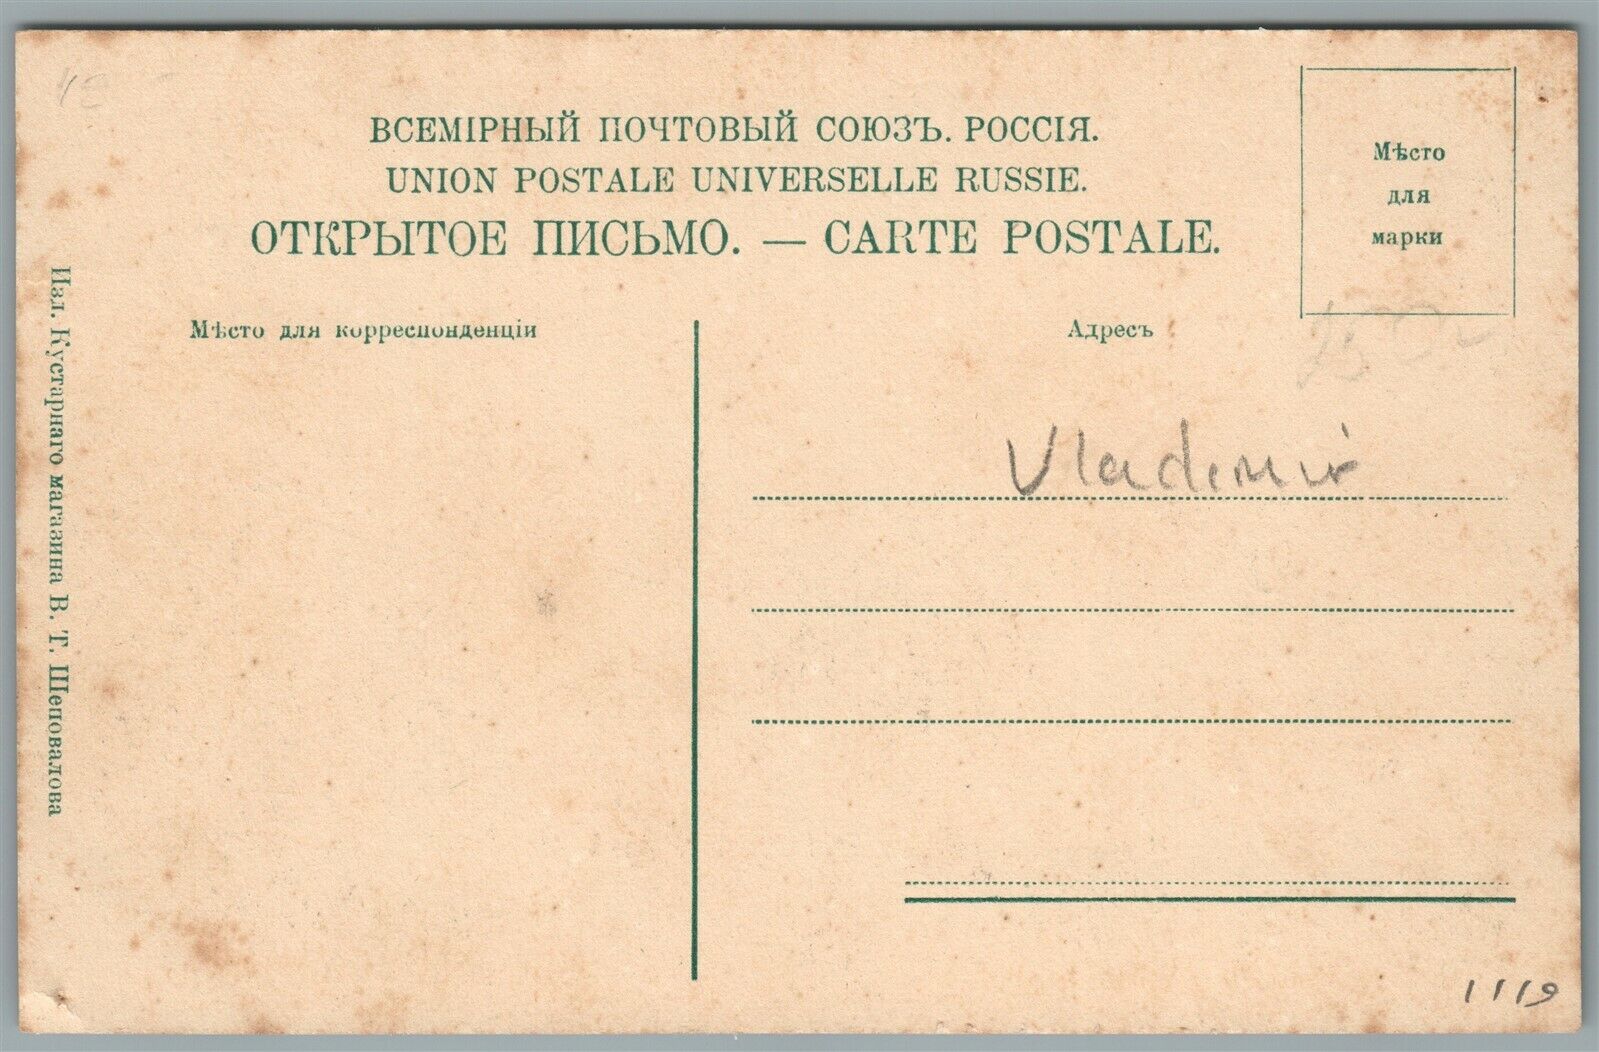 ВСЕМІРНЫЙ ПОЧТОВЫЙ СОЮЗЪ. РОССІЯ.
UNION POSTALE UNIVERSELLE RUSSIE.
ОТКРЫТОЕ ПИСЬМО. — CARTE POSTALE.
Мѣсто
для
марки
Мѣсто для корреспонденціи
Адресъ
Vladimir
Изд. Кустарнаго магазина В. Т. Шеповалова
1119